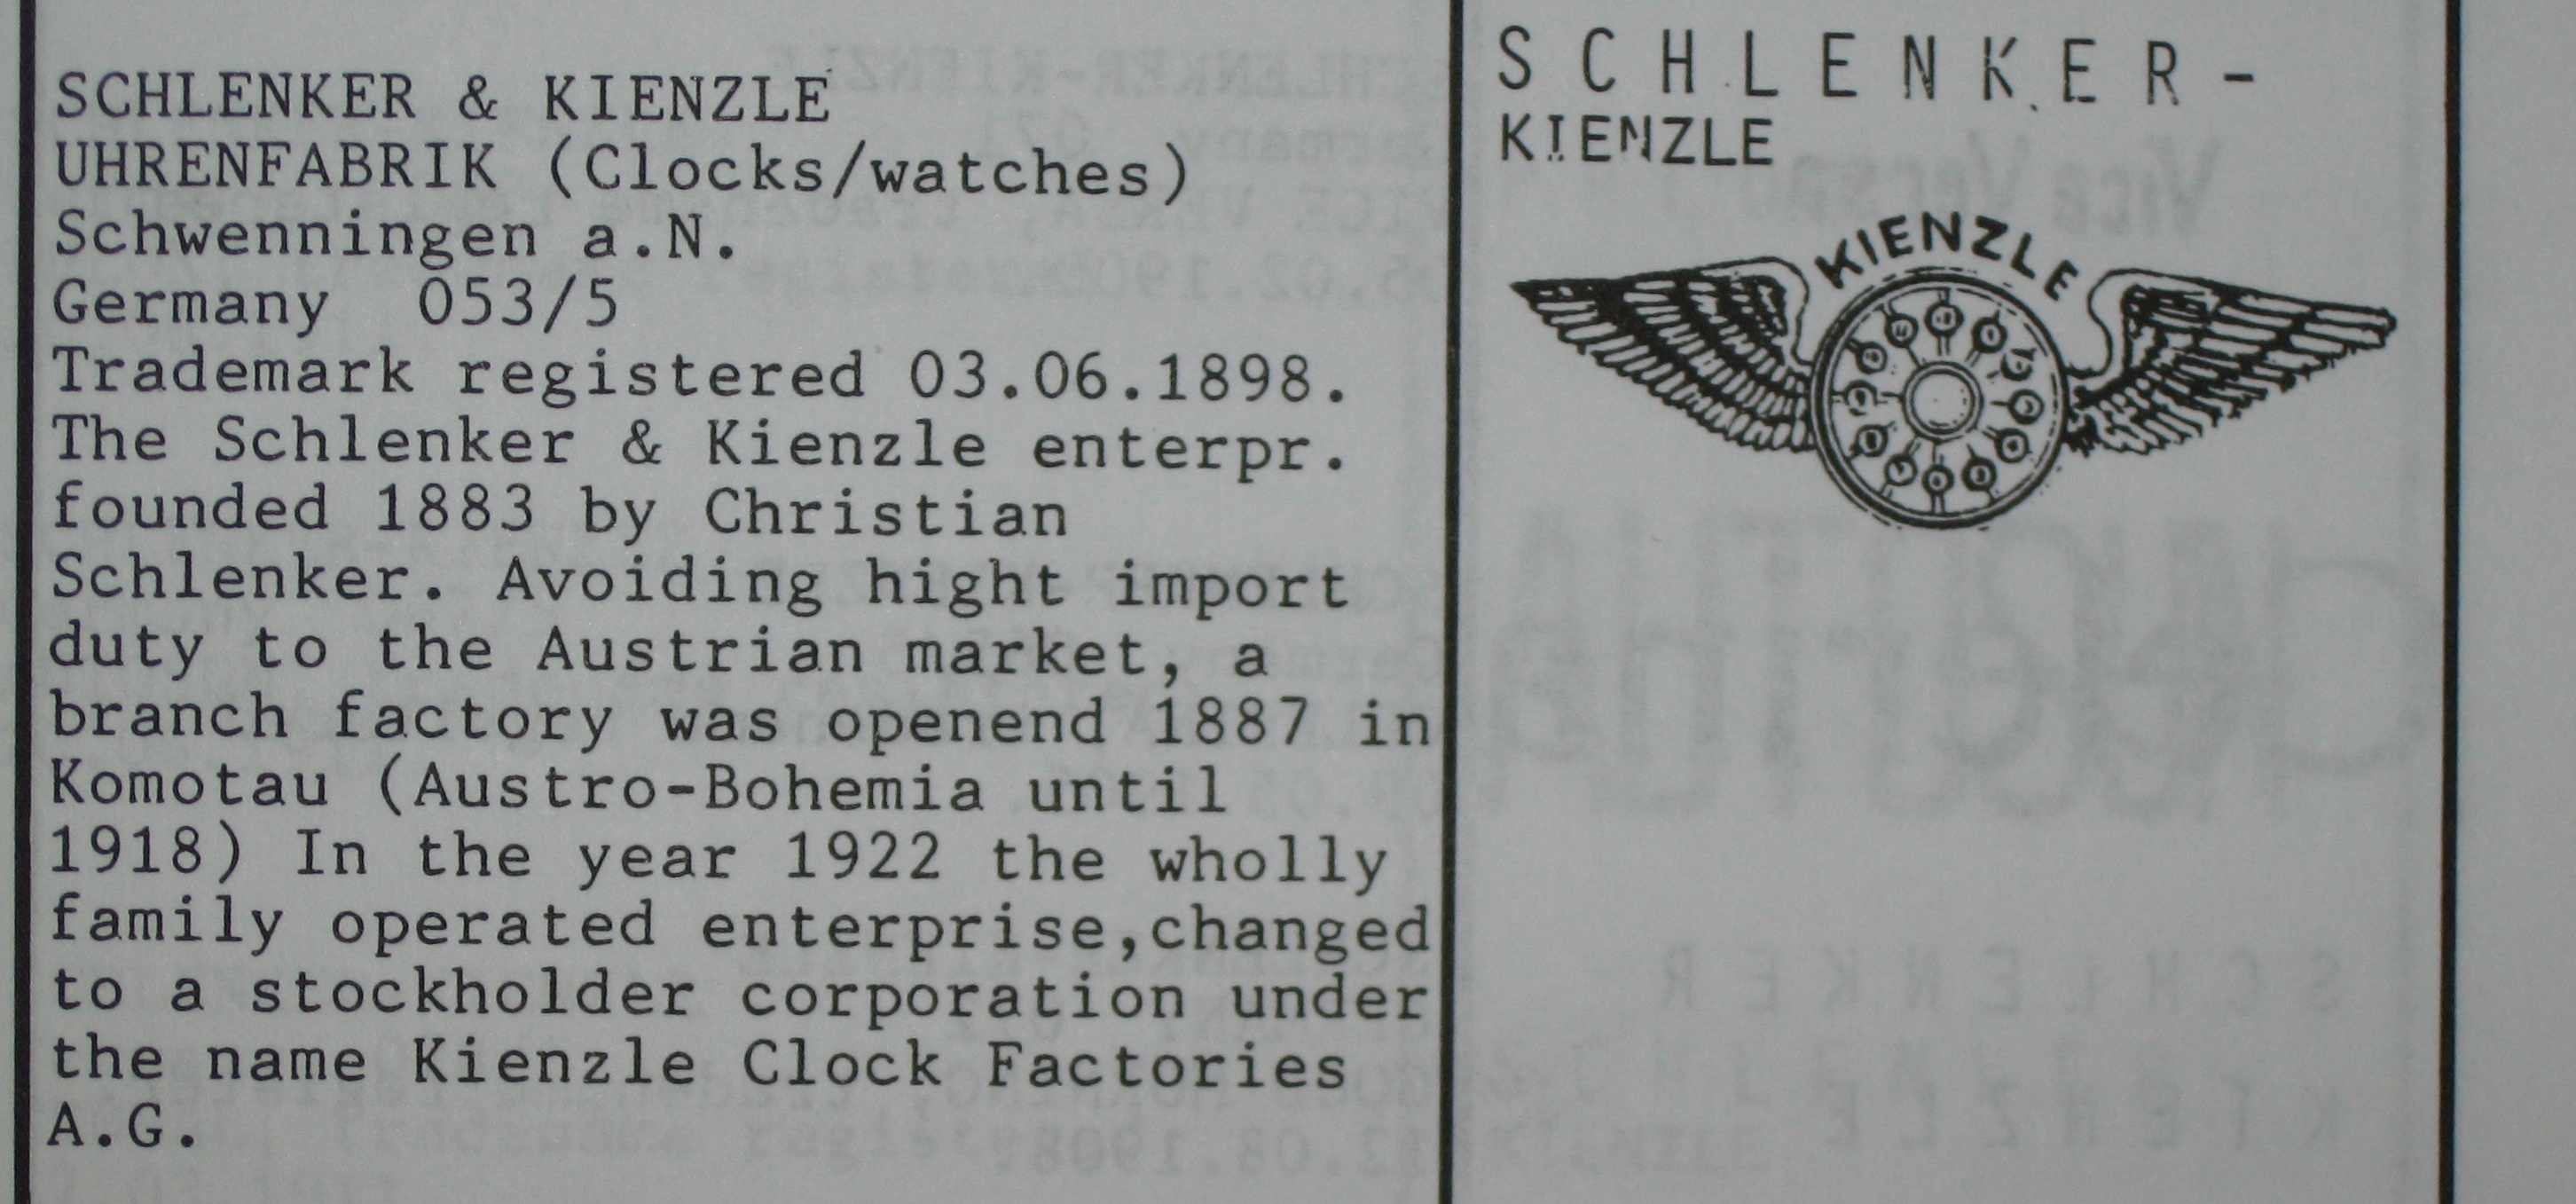 SCHLENKER & KIENZLE
UHRENFABRIK (Clocks/watches)
Schwenningen a.N.
Germany 053/5
Trademark registered 03.06.1898.
The Schlenker & Kienzle enterpr.
founded 1883 by Christian
Schlenker. Avoiding hight import
duty to the Austrian market, a
branch factory was openend 1887 in
Komotau (Austro-Bohemia until
1918) In the year 1922 the wholly
family operated enterprise,changed
to a stockholder corporation under
the name Kienzle Clock Factories
A.G.
SCHLENKER-
KIENZLE
KIENZLE